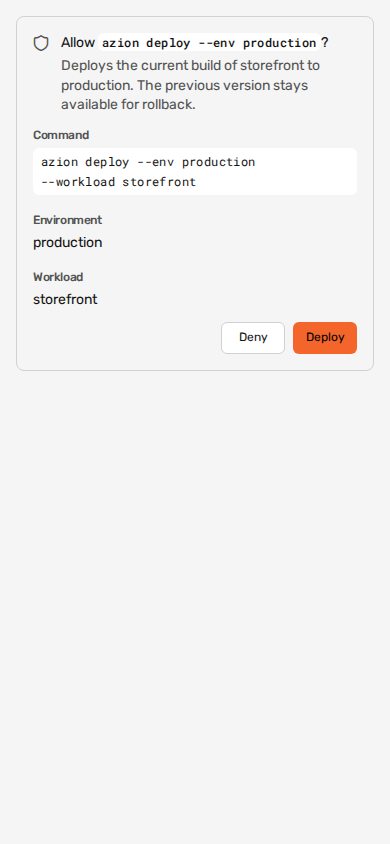 Allow azion deploy --env production?
Deploys the current build of storefront to
production. The previous version stays
available for rollback.
Command
azion deploy --env production
--workload storefront
Environment
production
Workload
storefront
Deny
Deploy